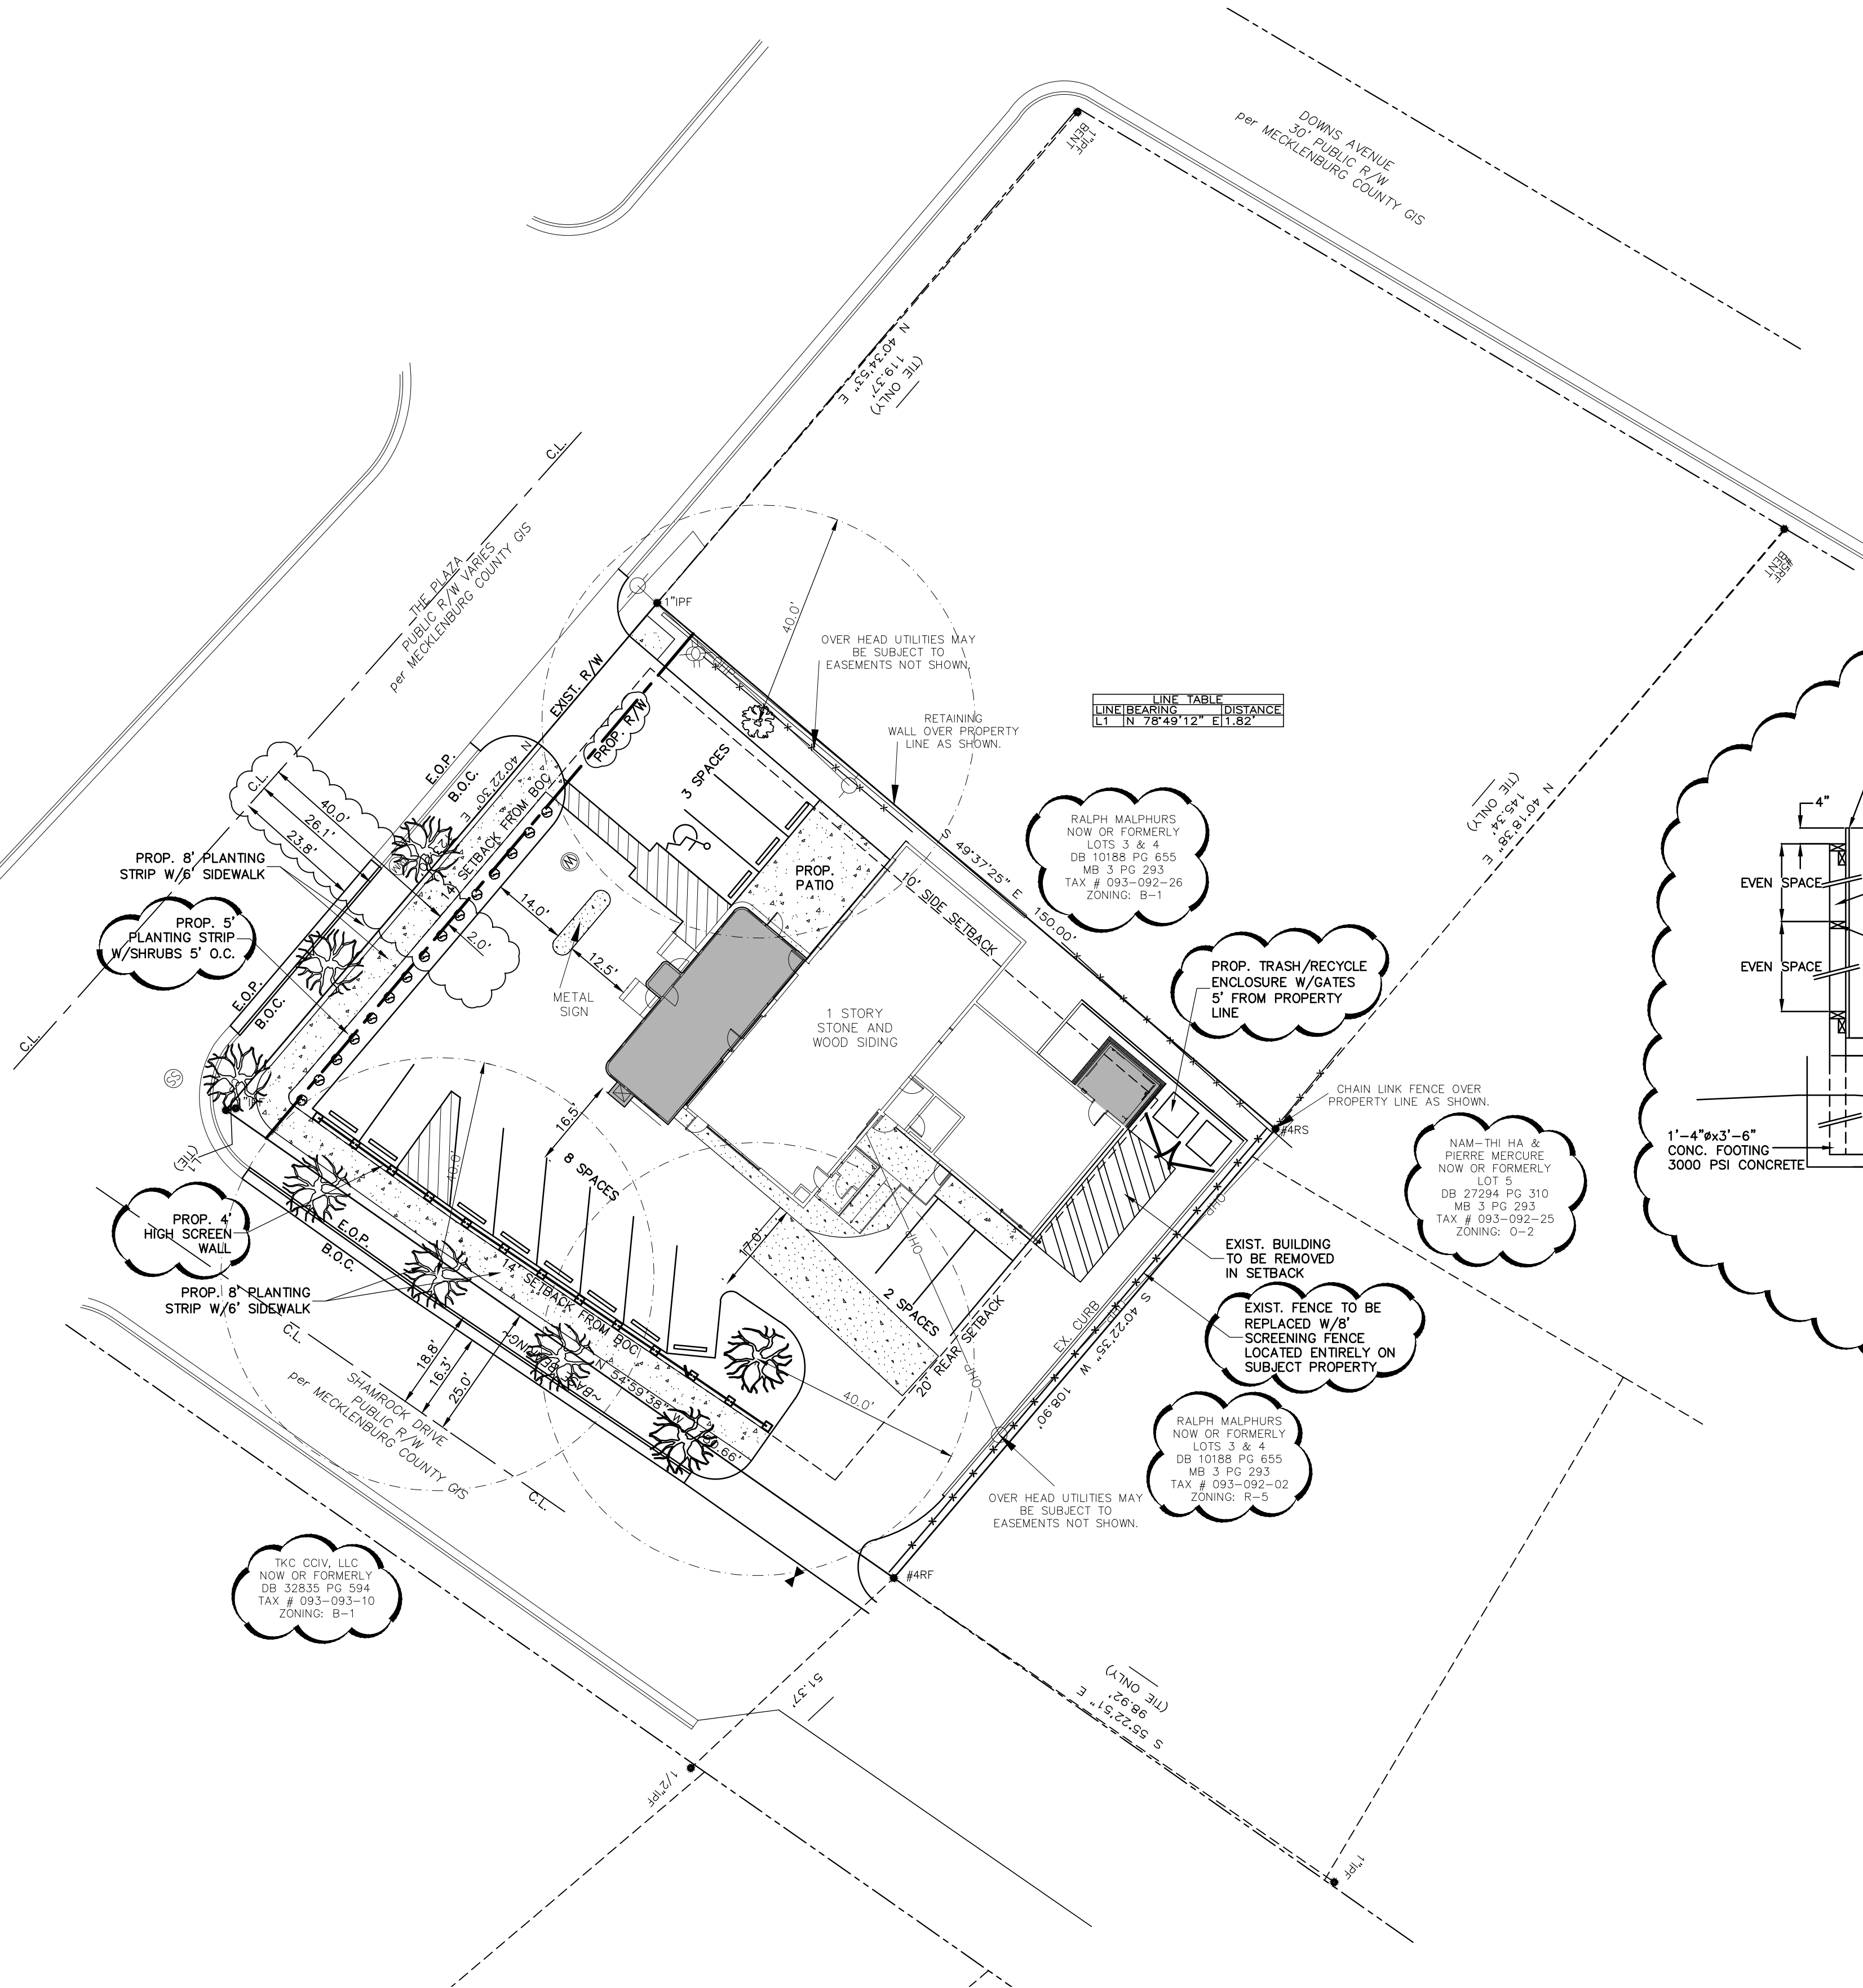 DOWNS AVENUE
30' PUBLIC R/W
per MECKLENBURG COUNTY GIS
1"IPF
BENT
N 40°34'53" E
119.37'
(TIE ONLY)
#5RF
BENT
C.L.
THE PLAZA
PUBLIC R/W VARIES
per MECKLENBURG COUNTY GIS
C.L.
1"IPF
40.0'
OVER HEAD UTILITIES MAY
BE SUBJECT TO
EASEMENTS NOT SHOWN.
EXIST. R/W
PROP. R/W
RETAINING
WALL OVER PROPERTY
LINE AS SHOWN.
LINE TABLE
LINE BEARING DISTANCE
L1 N 78°49'12" E 1.82'
N 40°18'38" E
145.34'
(TIE ONLY)
E.O.P.
B.O.C.
N 40°22'30" E
14' SETBACK FROM BOC
3 SPACES
C.L.
40.0'
26.1'
23.8'
PROP. 8' PLANTING
STRIP W/6' SIDEWALK
PROP. 5'
PLANTING STRIP
W/SHRUBS 5' O.C.
E.O.P.
B.O.C.
W
14.0'
2.0'
12.5'
METAL
SIGN
PROP.
PATIO
10' SIDE SETBACK
S 49°37'25" E 150.00'
RALPH MALPHURS
NOW OR FORMERLY
LOTS 3 & 4
DB 10188 PG 655
MB 3 PG 293
TAX # 093-092-26
ZONING: B-1
4"
EVEN SPACE
EVEN SPACE
1'-4"øx3'-6"
CONC. FOOTING
3000 PSI CONCRETE
PROP. TRASH/RECYCLE
ENCLOSURE W/GATES
5' FROM PROPERTY
LINE
1 STORY
STONE AND
WOOD SIDING
CHAIN LINK FENCE OVER
PROPERTY LINE AS SHOWN.
#4RS
NAM-THI HA &
PIERRE MERCURE
NOW OR FORMERLY
LOT 5
DB 27294 PG 310
MB 3 PG 293
TAX # 093-092-25
ZONING: O-2
SS
L1
(TIE)
16.5'
40.0'
8 SPACES
PROP. 4'
HIGH SCREEN
WALL
PROP. 8' PLANTING
STRIP W/6' SIDEWALK
E.O.P.
B.O.C.
14' SETBACK FROM BOC
17.0'
OHP
OHP
2 SPACES
20' REAR SETBACK
EXIST. BUILDING
TO BE REMOVED
IN SETBACK
EXIST. FENCE TO BE
REPLACED W/8'
SCREENING FENCE
LOCATED ENTIRELY ON
SUBJECT PROPERTY
EX. CURB
S 40°22'35" W
108.90'
OHP
C.L.
18.8'
16.3'
25.0'
N 54°59'38" W
40.0'
SHAMROCK DRIVE
PUBLIC R/W
per MECKLENBURG COUNTY GIS
C.L.
RALPH MALPHURS
NOW OR FORMERLY
LOTS 3 & 4
DB 10188 PG 655
MB 3 PG 293
TAX # 093-092-02
ZONING: R-5
OVER HEAD UTILITIES MAY
BE SUBJECT TO
EASEMENTS NOT SHOWN.
TKC CCIV, LLC
NOW OR FORMERLY
DB 32835 PG 594
TAX # 093-093-10
ZONING: B-1
#4RF
51.37'
S 55°22'51" E
98.92'
(TIE ONLY)
1/2"IPF
1"IPF